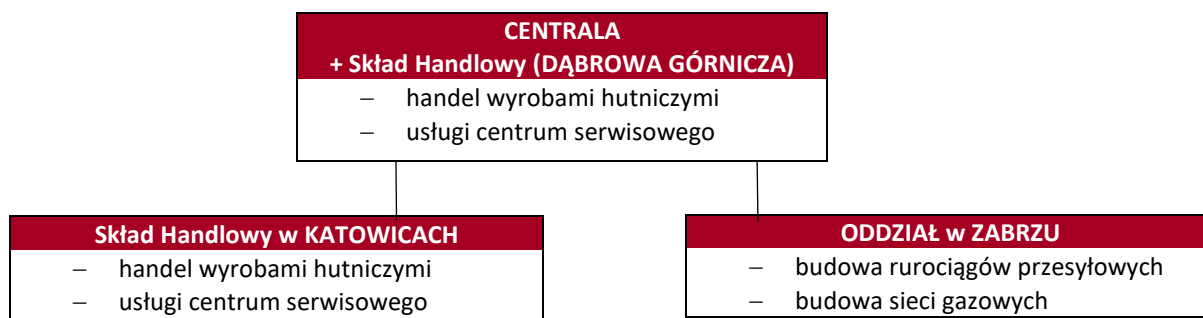 CENTRALA
+ Skład Handlowy (DĄBROWA GÓRNICZA)
– handel wyrobami hutniczymi
– usługi centrum serwisowego
Skład Handlowy w KATOWICACH
– handel wyrobami hutniczymi
– usługi centrum serwisowego
ODDZIAŁ w ZABRZU
– budowa rurociągów przesyłowych
– budowa sieci gazowych